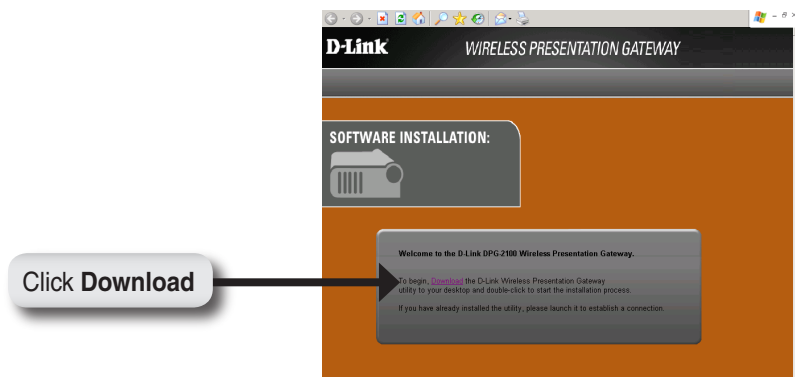 D-Link
WIRELESS PRESENTATION GATEWAY
SOFTWARE INSTALLATION:
Welcome to the D-Link DPG-2100 Wireless Presentation Gateway.
Click Download
To begin, Download the D-Link Wireless Presentation Gateway
utility to your desktop and double-click to start the installation process.
If you have already installed the utility, please launch it to establish a connection.